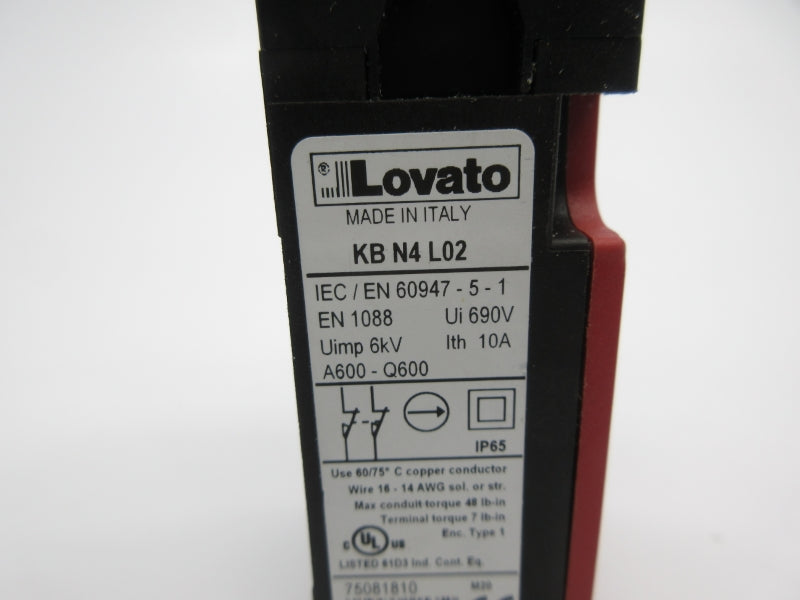 ® Lovato
MADE IN ITALY
KB N4 L02
IEC / EN 60947 - 5 - 1
EN 1088 Ui 690V
Uimp 6kV Ith 10A
A600 - Q600
IP65
Use 60/75° C copper conductor
Wire 16 - 14 AWG sol. or str.
Max conduit torque 48 lb-in
Terminal torque 7 lb-in
Enc. Type 1
C UL US
LISTED 61D3 Ind. Cont. Eq.
75081810 M20